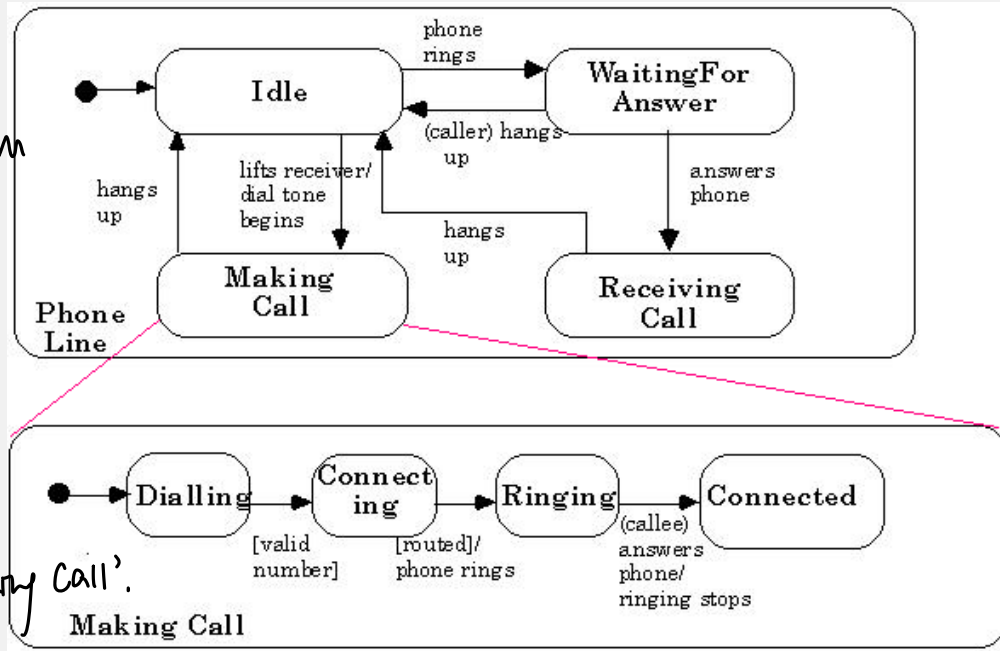 phone
rings
Idle
WaitingFor
Answer
(caller) hangs
up
hangs
up
lifts receiver/
dial tone
begins
answers
phone
hangs
up
Making
Call
Receiving
Call
Phone
Line
Dialling
Connect
ing
Ringing
Connected
[valid
number]
[routed]/
phone rings
(callee)
answers
phone/
ringing stops
Call'.
Making Call